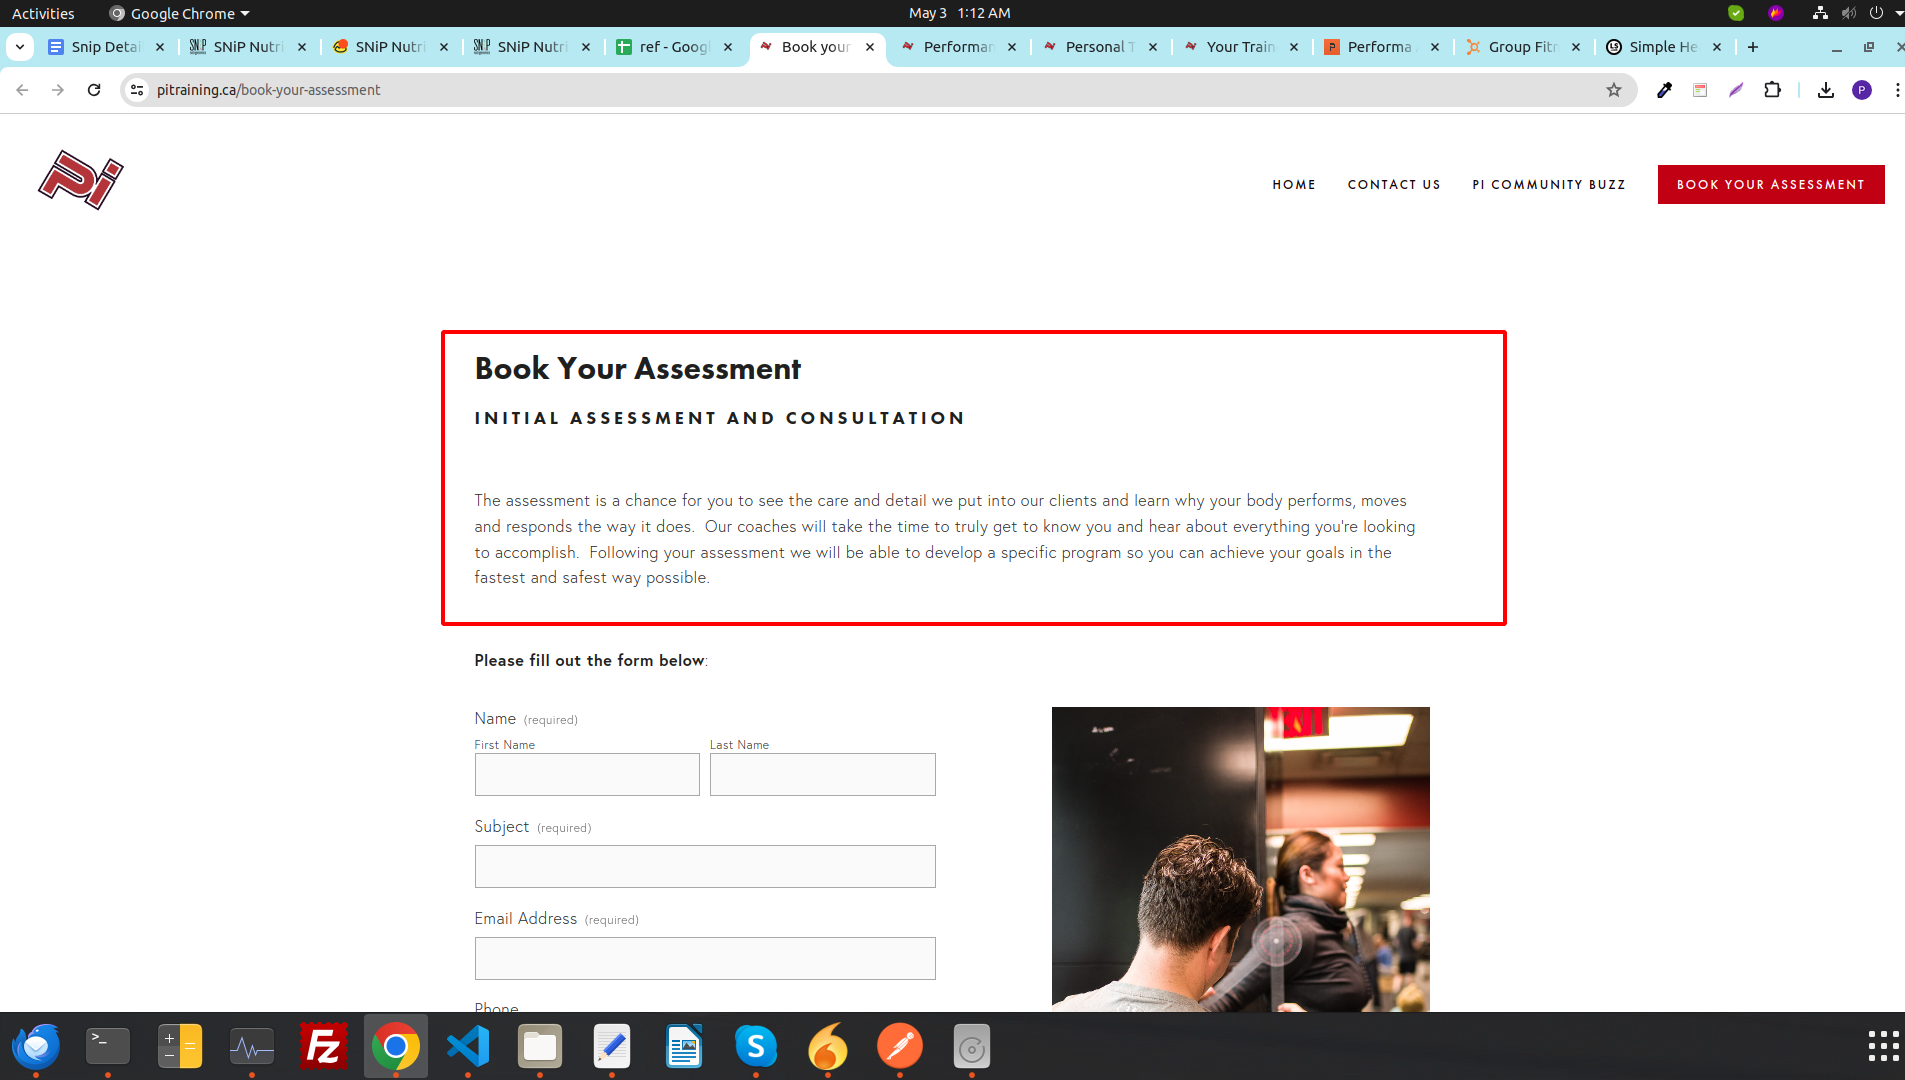 Activities
Google Chrome
May 3 1:12 AM
Snip Detai
SNiP Nutri
SNiP Nutri
SNiP Nutri
ref - Googl
Book your
Performan
Personal T
Your Train
Performa
Group Fitn
Simple He
pitraining.ca/book-your-assessment
P
Pi
HOME
CONTACT US
PI COMMUNITY BUZZ
BOOK YOUR ASSESSMENT
Book Your Assessment
INITIAL ASSESSMENT AND CONSULTATION
The assessment is a chance for you to see the care and detail we put into our clients and learn why your body performs, moves
and responds the way it does.  Our coaches will take the time to truly get to know you and hear about everything you're looking
to accomplish.  Following your assessment we will be able to develop a specific program so you can achieve your goals in the
fastest and safest way possible.
Please fill out the form below:
Name (required)
First Name
Last Name
Subject (required)
Email Address (required)
Phone